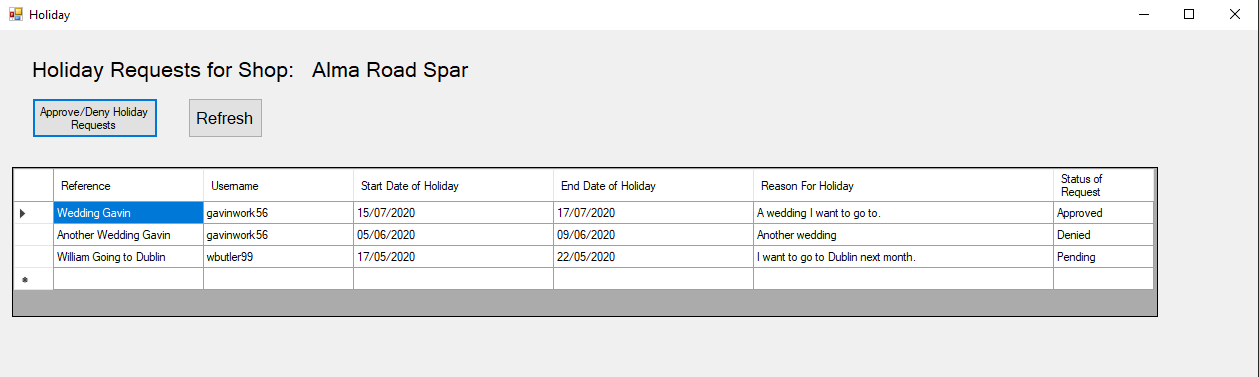 Holiday
Holiday Requests for Shop: Alma Road Spar
Approve/Deny Holiday
Requests
Refresh
Reference Username Start Date of Holiday End Date of Holiday Reason For Holiday Status of
Request
Wedding Gavin gavinwork56 15/07/2020 17/07/2020 A wedding I want to go to. Approved
Another Wedding Gavin gavinwork56 05/06/2020 09/06/2020 Another wedding Denied
William Going to Dublin wbutler99 17/05/2020 22/05/2020 I want to go to Dublin next month. Pending